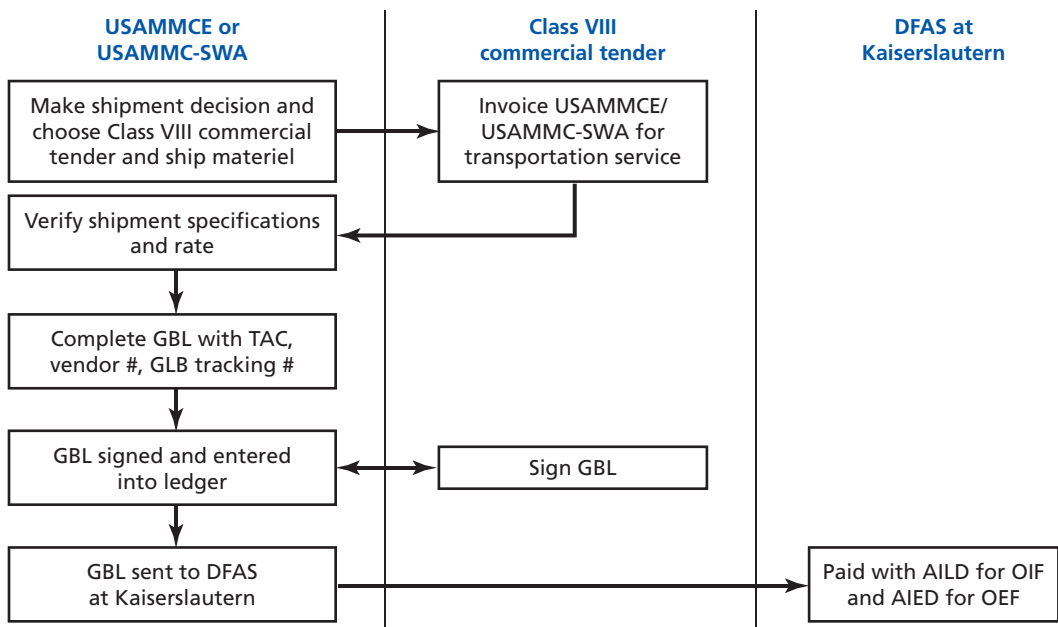 USAMMCE or
USAMMC-SWA
Class VIII
commercial tender
DFAS at
Kaiserslautern
Make shipment decision and
choose Class VIII commercial
tender and ship materiel
Invoice USAMMCE/
USAMMC-SWA for
transportation service
Verify shipment specifications
and rate
Complete GBL with TAC,
vendor #, GLB tracking #
GBL signed and entered
into ledger
Sign GBL
GBL sent to DFAS
at Kaiserslautern
Paid with AILD for OIF
and AIED for OEF